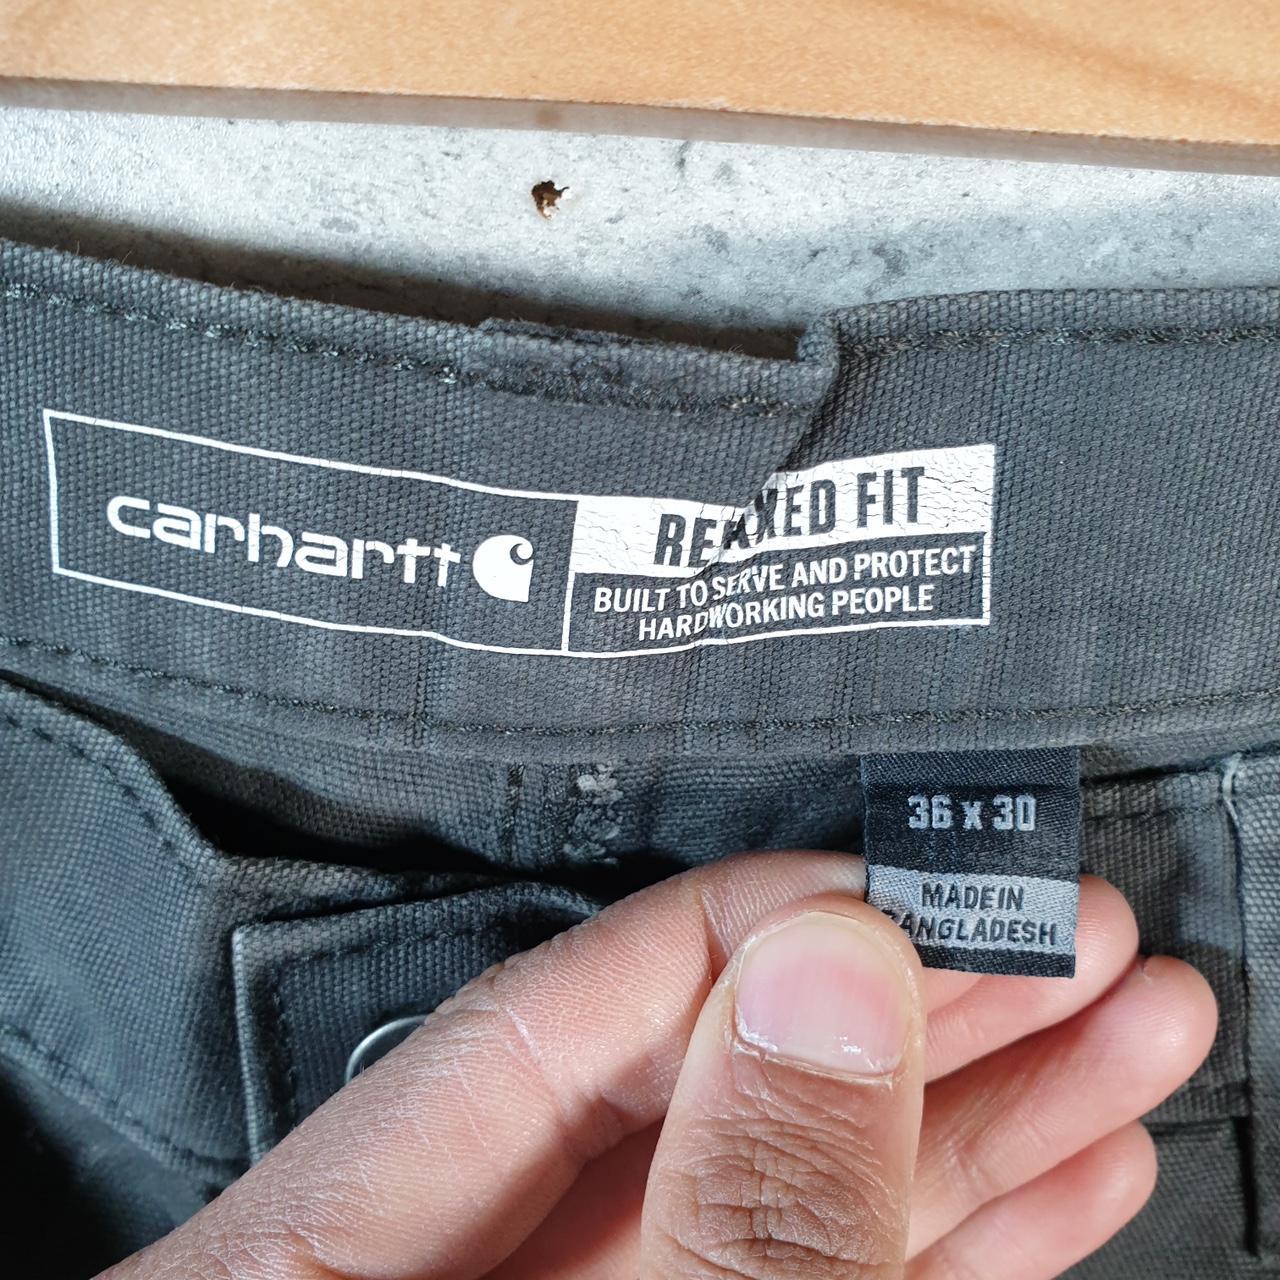 carhartt
RELAXED FIT
BUILT TO SERVE AND PROTECT
HARDWORKING PEOPLE
36 x 30
MADE IN
BANGLADESH